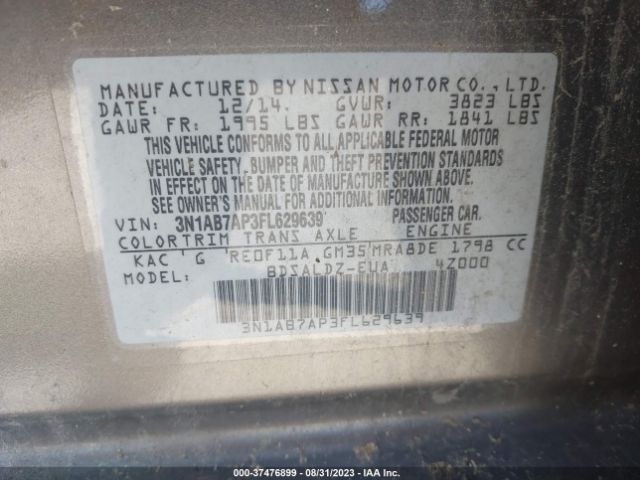 MANUFACTURED BY NISSAN MOTOR CO., LTD.
DATE: 12/14. GVWR: 3823 LBS
GAWR FR: 1995 LBS GAWR RR: 1841 LBS
THIS VEHICLE CONFORMS TO ALL APPLICABLE FEDERAL MOTOR
VEHICLE SAFETY, BUMPER AND THEFT PREVENTION STANDARDS
IN EFFECT ON THE DATE OF MANUFACTURE SHOWN ABOVE.
SEE OWNER'S MANUAL FOR ADDITIONAL INFORMATION.
VIN: 3N1AB7AP3FL629639 PASSENGER CAR.
COLOR TRIM TRANS AXLE ENGINE
KAC G RE0F11A GM35 MRA8DE 1798 CC
MODEL: BDSALDZ-EUA 4Z000
3N1AB7AP3FL629639
000-37476899 - 08/31/2023 - IAA Inc.